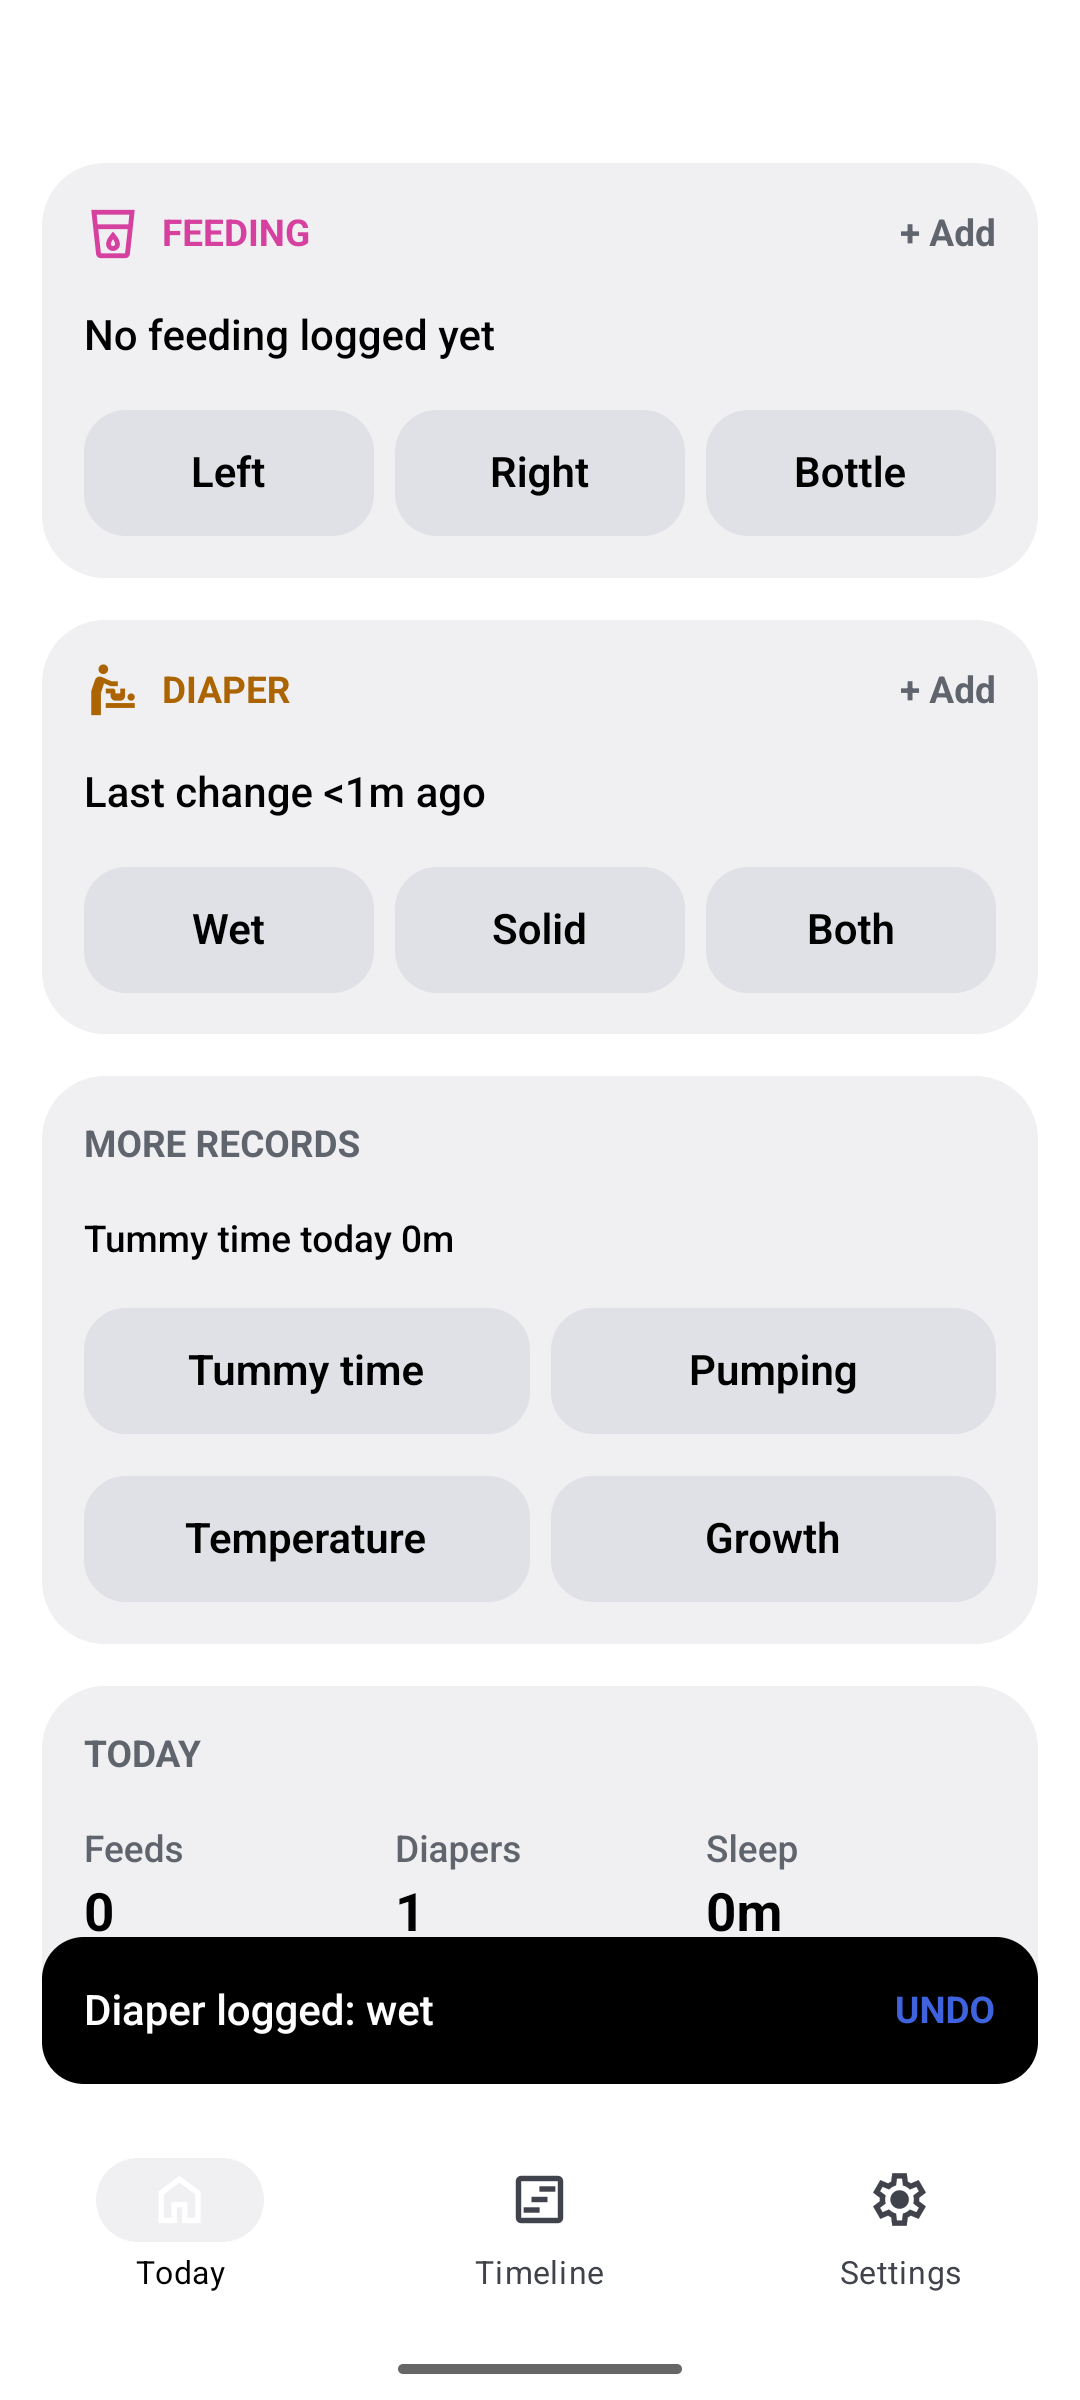 FEEDING
+ Add
No feeding logged yet
Left
Right
Bottle
DIAPER
+ Add
Last change <1m ago
Wet
Solid
Both
MORE RECORDS
Tummy time today 0m
Tummy time
Pumping
Temperature
Growth
TODAY
Feeds
Diapers
Sleep
0
1
0m
Diaper logged: wet
UNDO
Today
Timeline
Settings